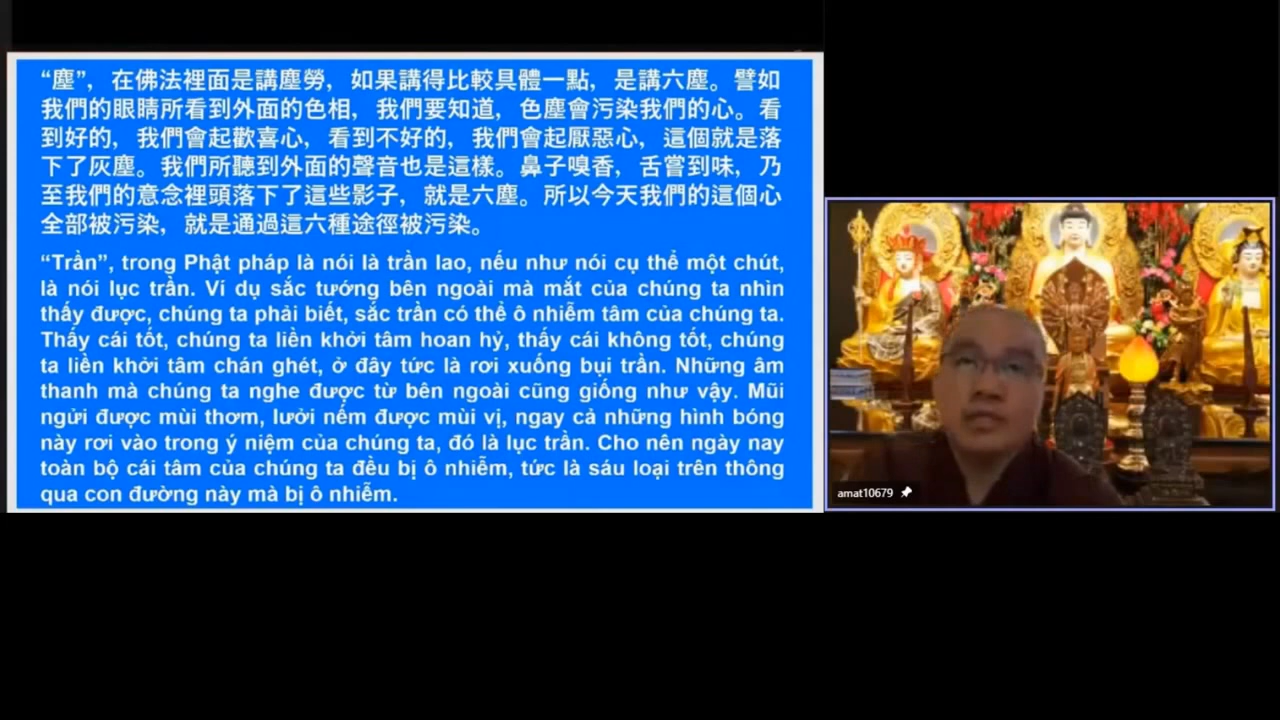 “塵”，在佛法裡面是講塵勞，如果講得比較具體一點，是講六塵。譬如
我們的眼睛所看到外面的色相，我們要知道，色塵會污染我們的心。看
到好的，我們會起歡喜心，看到不好的，我們會起厭惡心，這個就是落
下了灰塵。我們所聽到外面的聲音也是這樣。鼻子嗅香，舌嘗到味，乃
至我們的意念裡頭落下了這些影子，就是六塵。所以今天我們的這個心
全部被污染，就是通過這六種途徑被污染。
“Trần”, trong Phật pháp là nói là trần lao, nếu như nói cụ thể một chút,
là nói lục trần. Ví dụ sắc tướng bên ngoài mà mắt của chúng ta nhìn
thấy được, chúng ta phải biết, sắc trần có thể ô nhiễm tâm của chúng ta.
Thấy cái tốt, chúng ta liền khởi tâm hoan hỷ, thấy cái không tốt, chúng
ta liền khởi tâm chán ghét, ở đây tức là rơi xuống bụi trần. Những âm
thanh mà chúng ta nghe được từ bên ngoài cũng giống như vậy. Mũi
ngửi được mùi thơm, lưởi nếm được mùi vị, ngay cả những hình bóng
này rơi vào trong ý niệm của chúng ta, đó là lục trần. Cho nên ngày nay
toàn bộ cái tâm của chúng ta đều bị ô nhiễm, tức là sáu loại trên thông
qua con đường này mà bị ô nhiễm.
amat10679